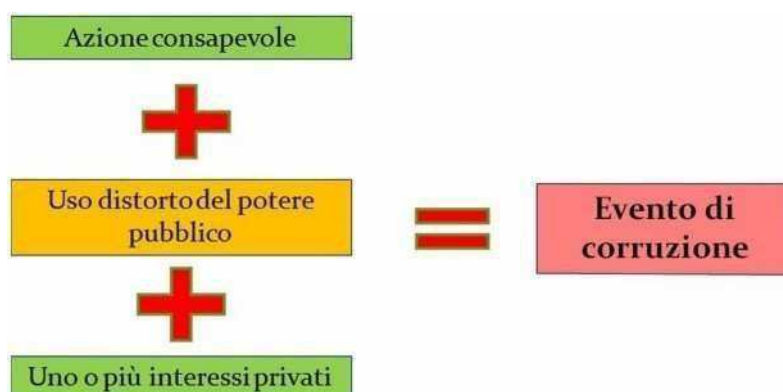 Azione consapevole
Uso distorto del potere
pubblico
Evento di
corruzione
Uno o più interessi privati